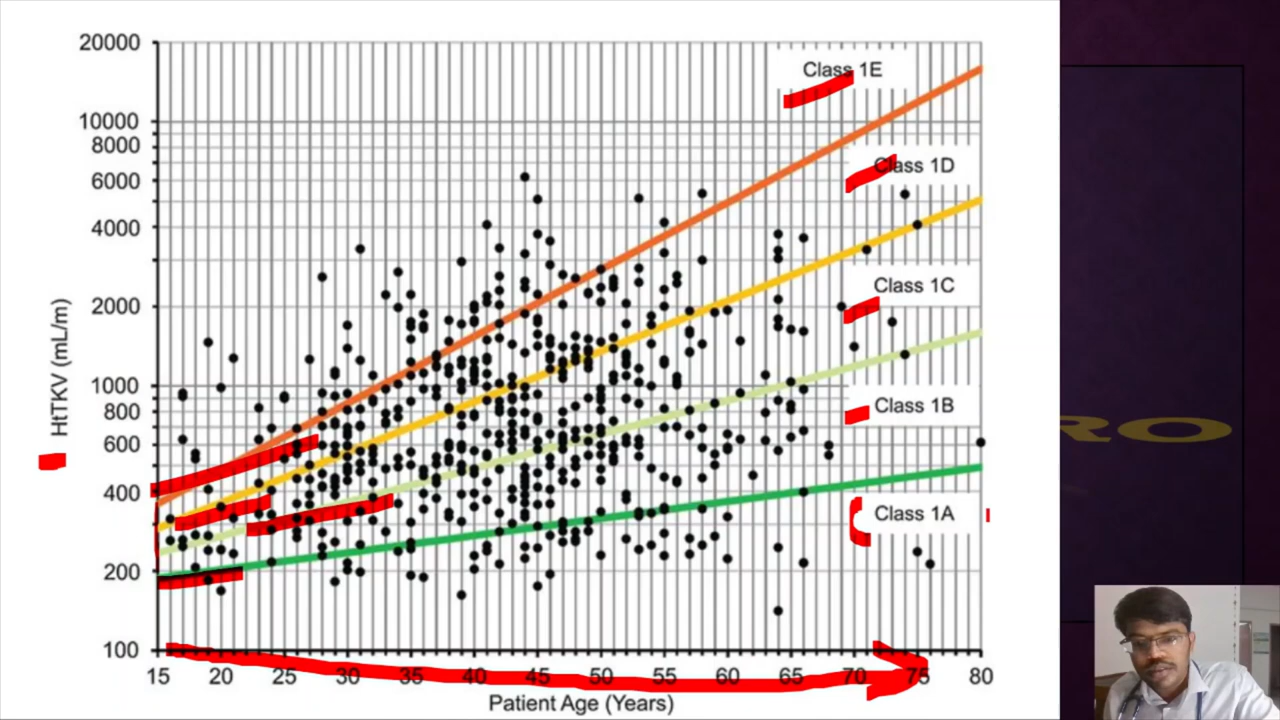 20000
10000
8000
6000
4000
2000
1000
800
600
400
200
100
HtTKV (mL/m)
Class 1E
Class 1D
Class 1C
Class 1B
Class 1A
15 20 25 30 35 40 45 50 55 60 65 70 75 80
Patient Age (Years)
RO